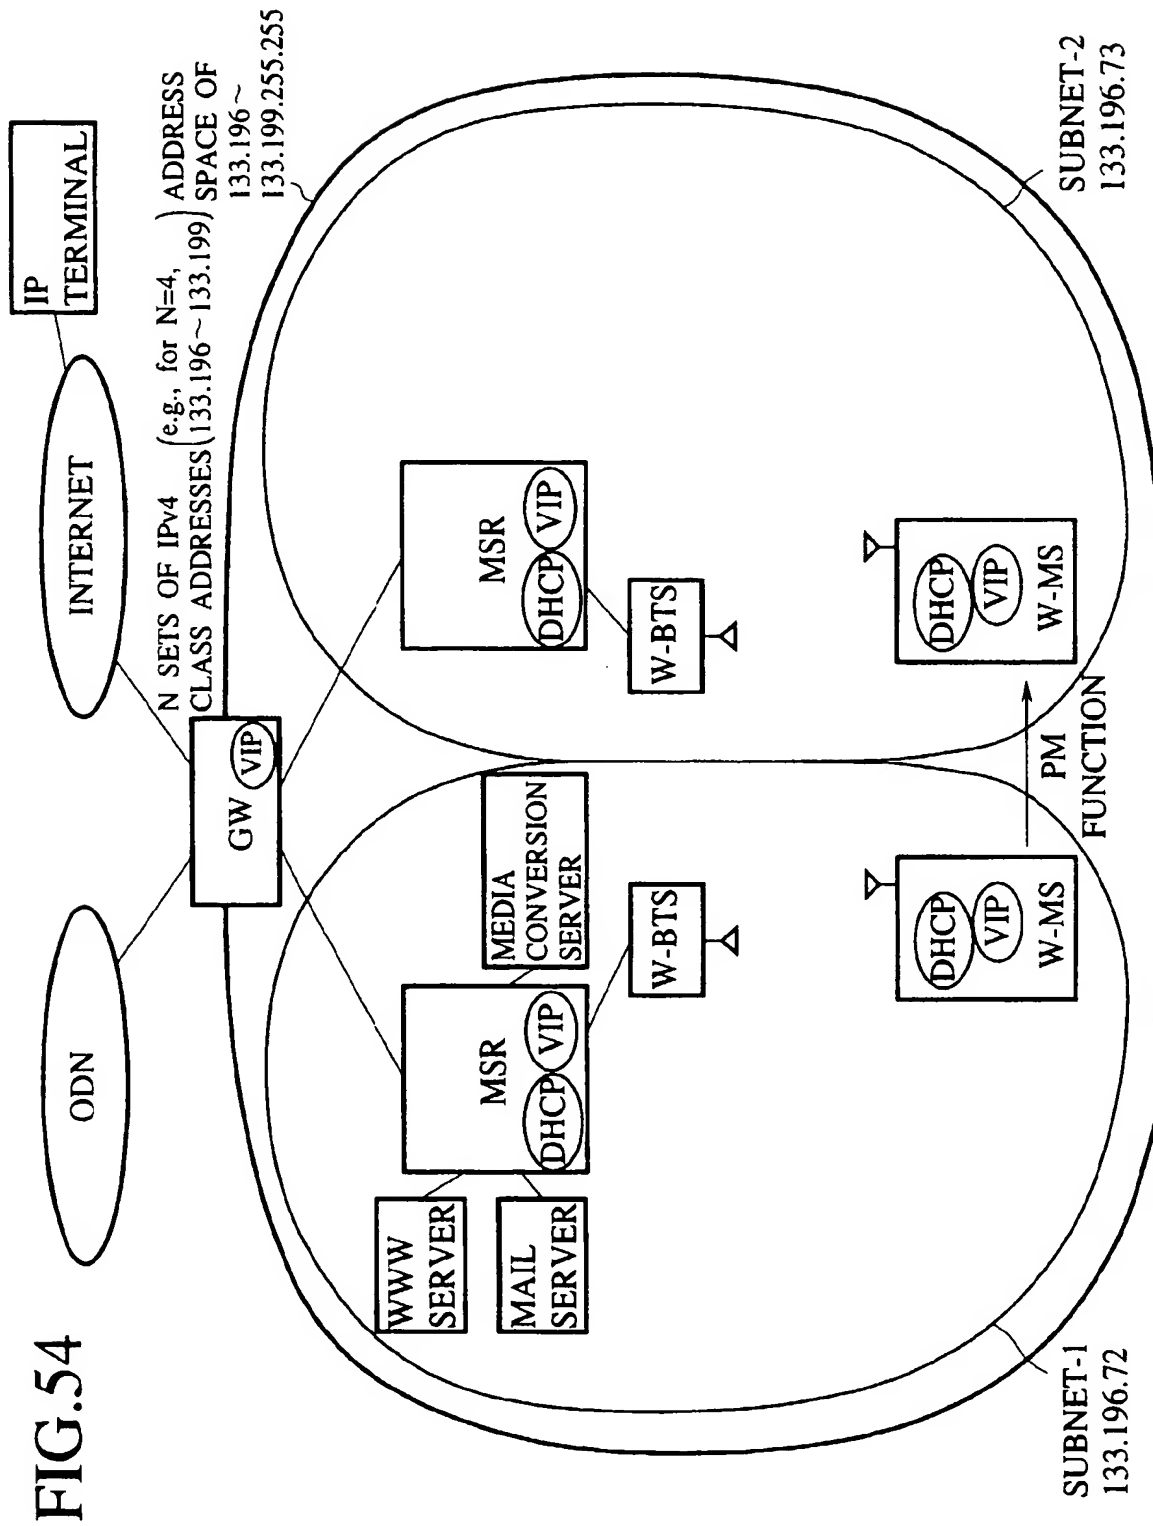 FIG.54
ODN
INTERNET
IP
TERMINAL
N SETS OF IPv4
CLASS ADDRESSES
(e.g., for N=4,
133.196~133.199)
ADDRESS
SPACE OF
133.196~
133.199.255.255
GW
VIP
WWW
SERVER
MAIL
SERVER
MSR
DHCP
VIP
MEDIA
CONVERSION
SERVER
W-BTS
MSR
DHCP
VIP
W-BTS
DHCP
VIP
W-MS
PM
FUNCTION
DHCP
VIP
W-MS
SUBNET-1
133.196.72
SUBNET-2
133.196.73